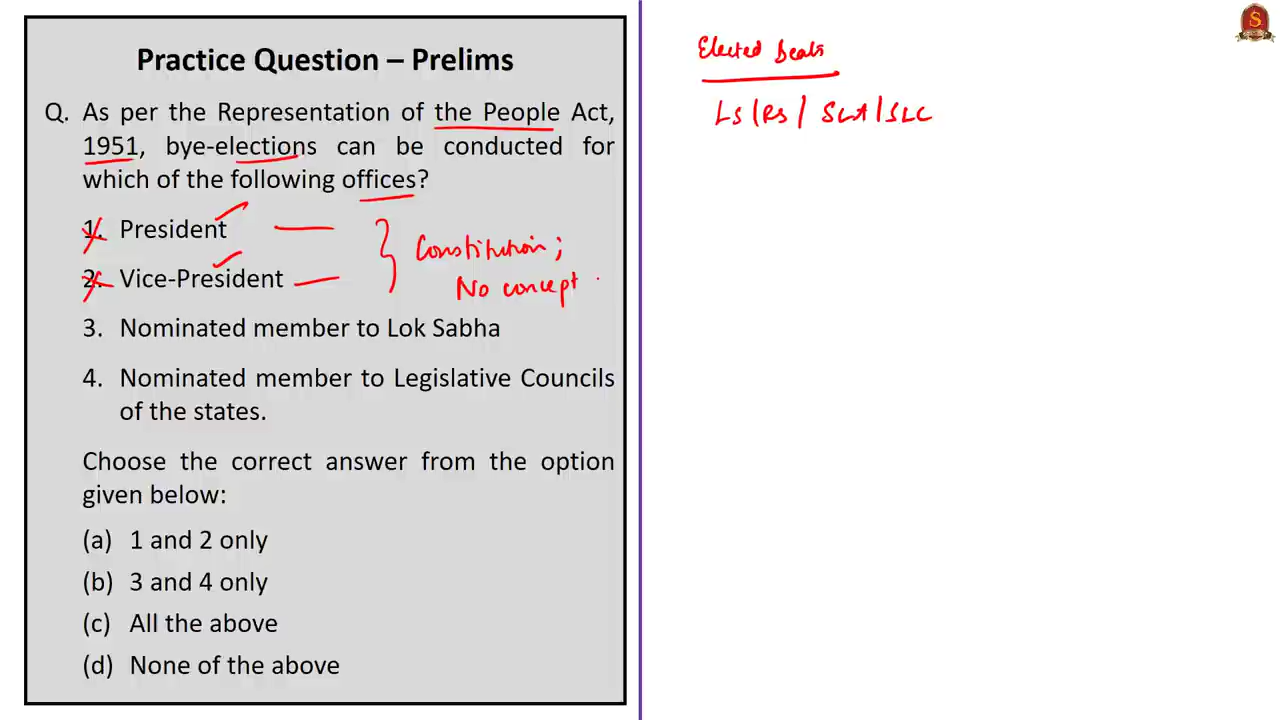 Practice Question – Prelims
Q. As per the Representation of the People Act,
1951, bye-elections can be conducted for
which of the following offices?
1. President
2. Vice-President
3. Nominated member to Lok Sabha
4. Nominated member to Legislative Councils
of the states.
Choose the correct answer from the option
given below:
(a) 1 and 2 only
(b) 3 and 4 only
(c) All the above
(d) None of the above
Constitution;
No concept
Elected Seats
LS/RS/SLA/SLC
S